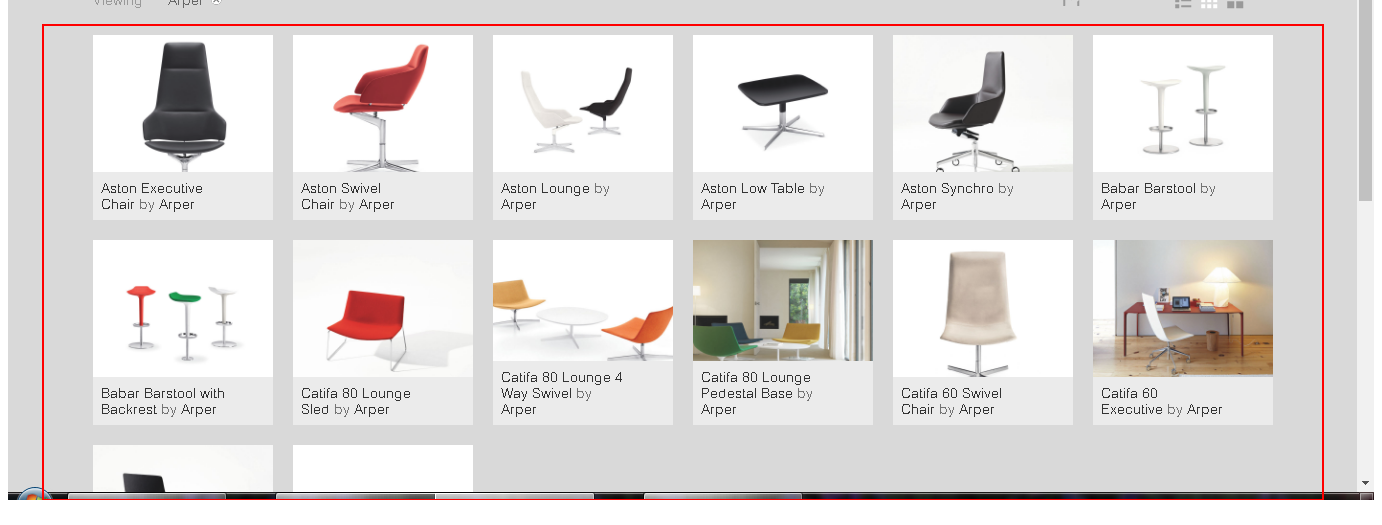 Viewing Arper
Aston Executive
Chair by Arper
Aston Swivel
Chair by Arper
Aston Lounge by
Arper
Aston Low Table by
Arper
Aston Synchro by
Arper
Babar Barstool by
Arper
Babar Barstool with
Backrest by Arper
Catifa 80 Lounge
Sled by Arper
Catifa 80 Lounge 4
Way Swivel by
Arper
Catifa 80 Lounge
Pedestal Base by
Arper
Catifa 60 Swivel
Chair by Arper
Catifa 60
Executive by Arper